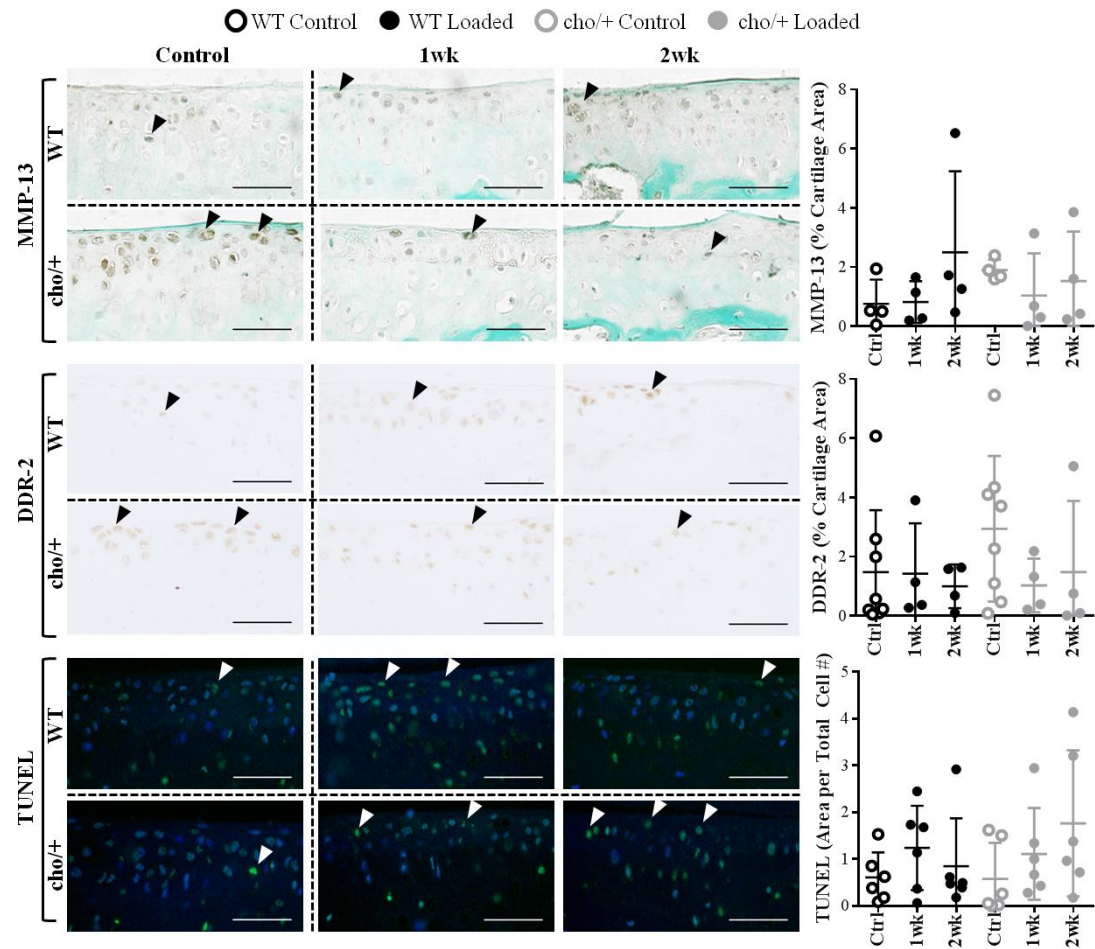 WT Control WT Loaded cho/+ Control cho/+ Loaded
Control 1wk 2wk
MMP-13
WT
cho/+
MMP-13 (% Cartilage Area)
8
6
4
2
0
Ctrl 1wk 2wk Ctrl 1wk 2wk
DDR-2
WT
cho/+
DDR-2 (% Cartilage Area)
8
6
4
2
0
Ctrl 1wk 2wk Ctrl 1wk 2wk
TUNEL
WT
cho/+
TUNEL (Area per Total Cell #)
5
4
3
2
1
0
Ctrl 1wk 2wk Ctrl 1wk 2wk